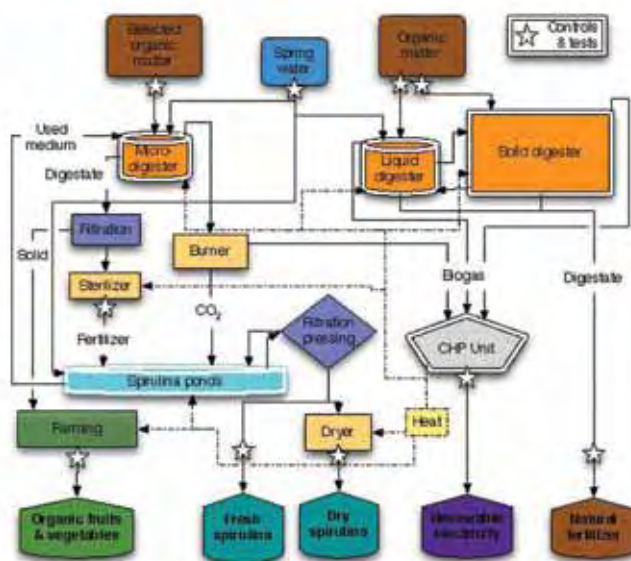 Selected
organic
matter
Spring
water
Organic
matter
Controls
& tests
Used
medium
Micro-
digester
Liquid
digester
Solid digester
Digestate
Filtration
Solid
Burner
Biogas
Digestate
Sterilizer
CO₂
Filtration
pressing
Fertilizer
CHP Unit
Spirulina ponds
Farming
Dryer
Heat
Organic fruits
& vegetables
Fresh
spirulina
Dry
spirulina
Renewable
electricity
Natural
fertilizer